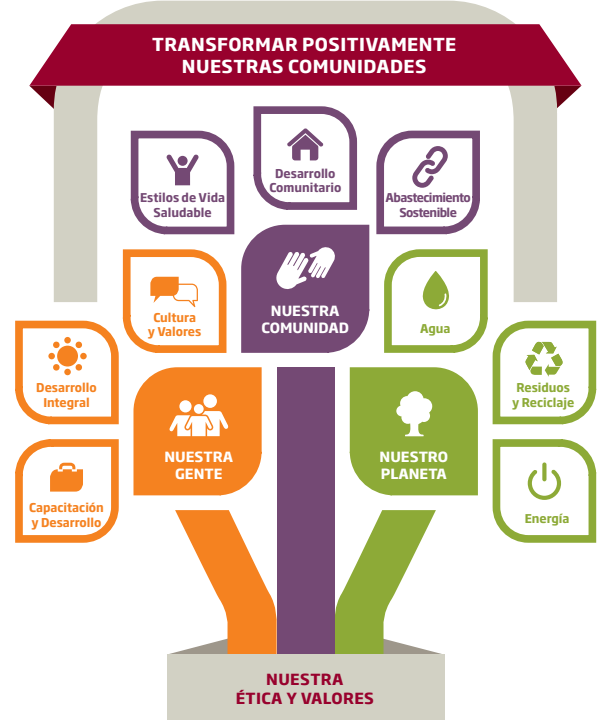 TRANSFORMAR POSITIVAMENTE
NUESTRAS COMUNIDADES
Estilos de Vida
Saludable
Desarrollo
Comunitario
Abastecimiento
Sostenible
Cultura
y Valores
NUESTRA
COMUNIDAD
Agua
Desarrollo
Integral
Residuos
y Reciclaje
NUESTRA
GENTE
NUESTRO
PLANETA
Capacitación
y Desarrollo
Energía
NUESTRA
ÉTICA Y VALORES